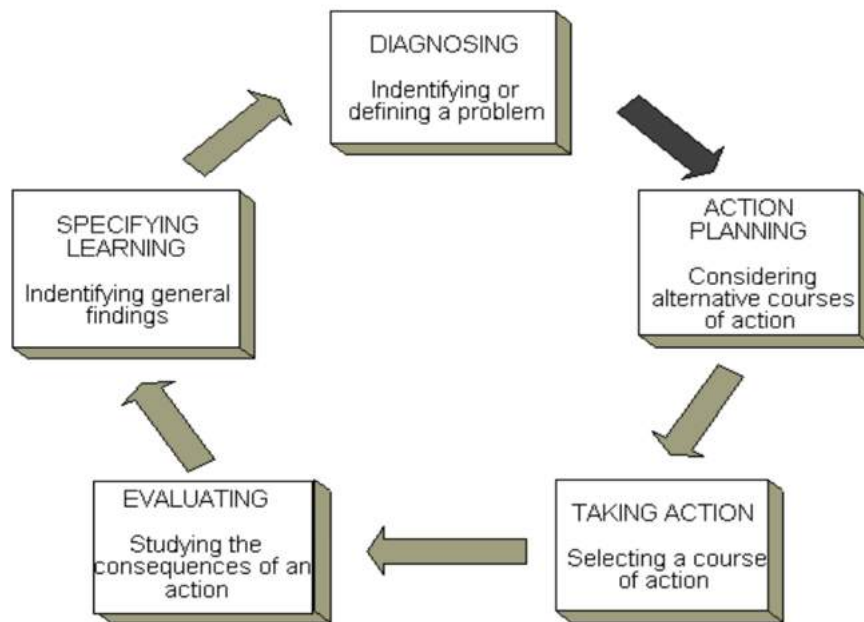 DIAGNOSING
Indentifying or
defining a problem
ACTION
PLANNING
Considering
alternative courses
of action
TAKING ACTION
Selecting a course
of action
EVALUATING
Studying the
consequences of an
action
SPECIFYING
LEARNING
Indentifying general
findings